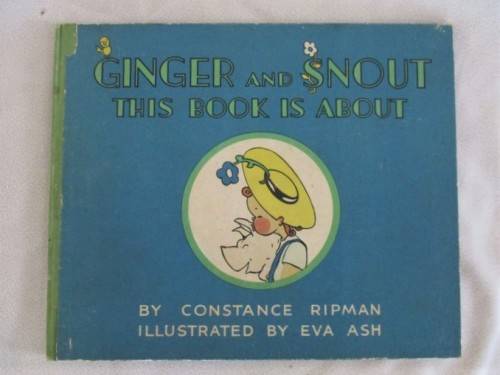 GINGER AND SNOUT
THIS BOOK IS ABOUT
BY CONSTANCE RIPMAN
ILLUSTRATED BY EVA ASH